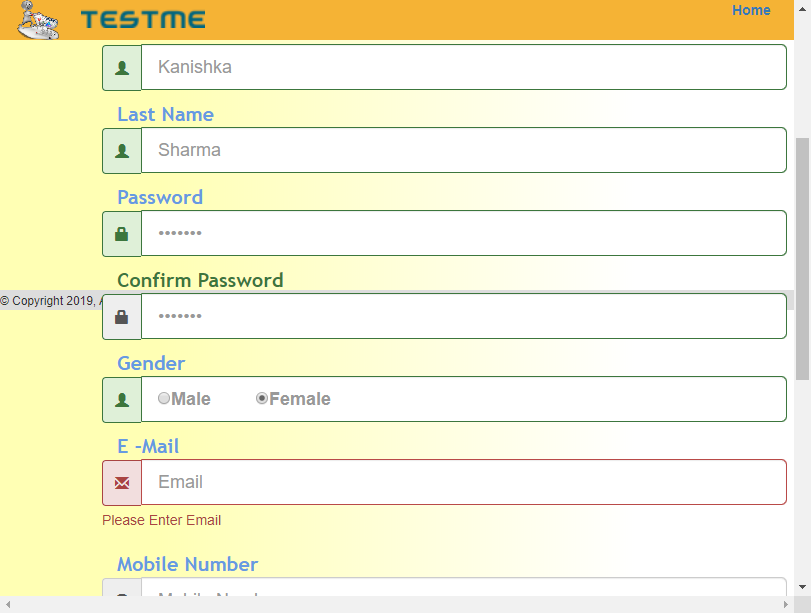 TESTME
Home
Kanishka
Last Name
Sharma
Password
•••••••
Confirm Password
© Copyright 2019,
•••••••
Gender
Male Female
E -Mail
Email
Please Enter Email
Mobile Number